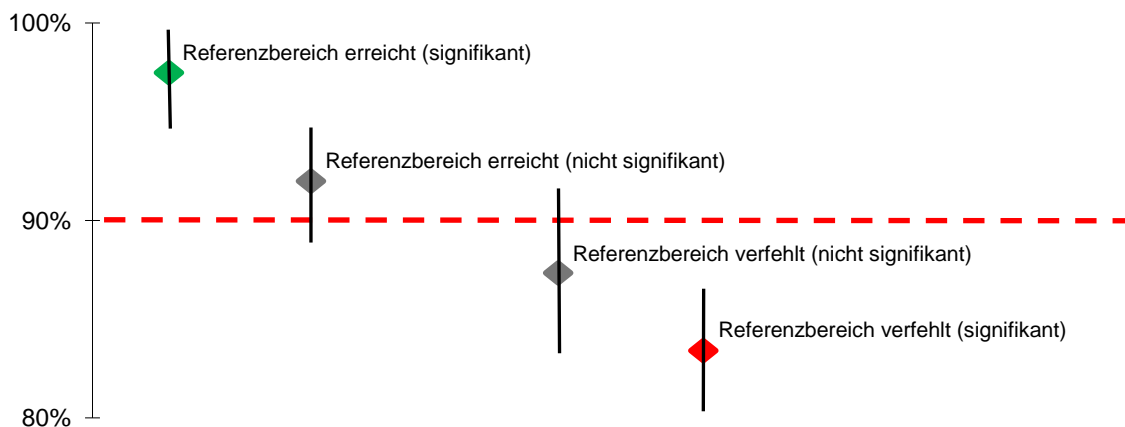 100%
Referenzbereich erreicht (signifikant)
Referenzbereich erreicht (nicht signifikant)
90%
Referenzbereich verfehlt (nicht signifikant)
Referenzbereich verfehlt (signifikant)
80%